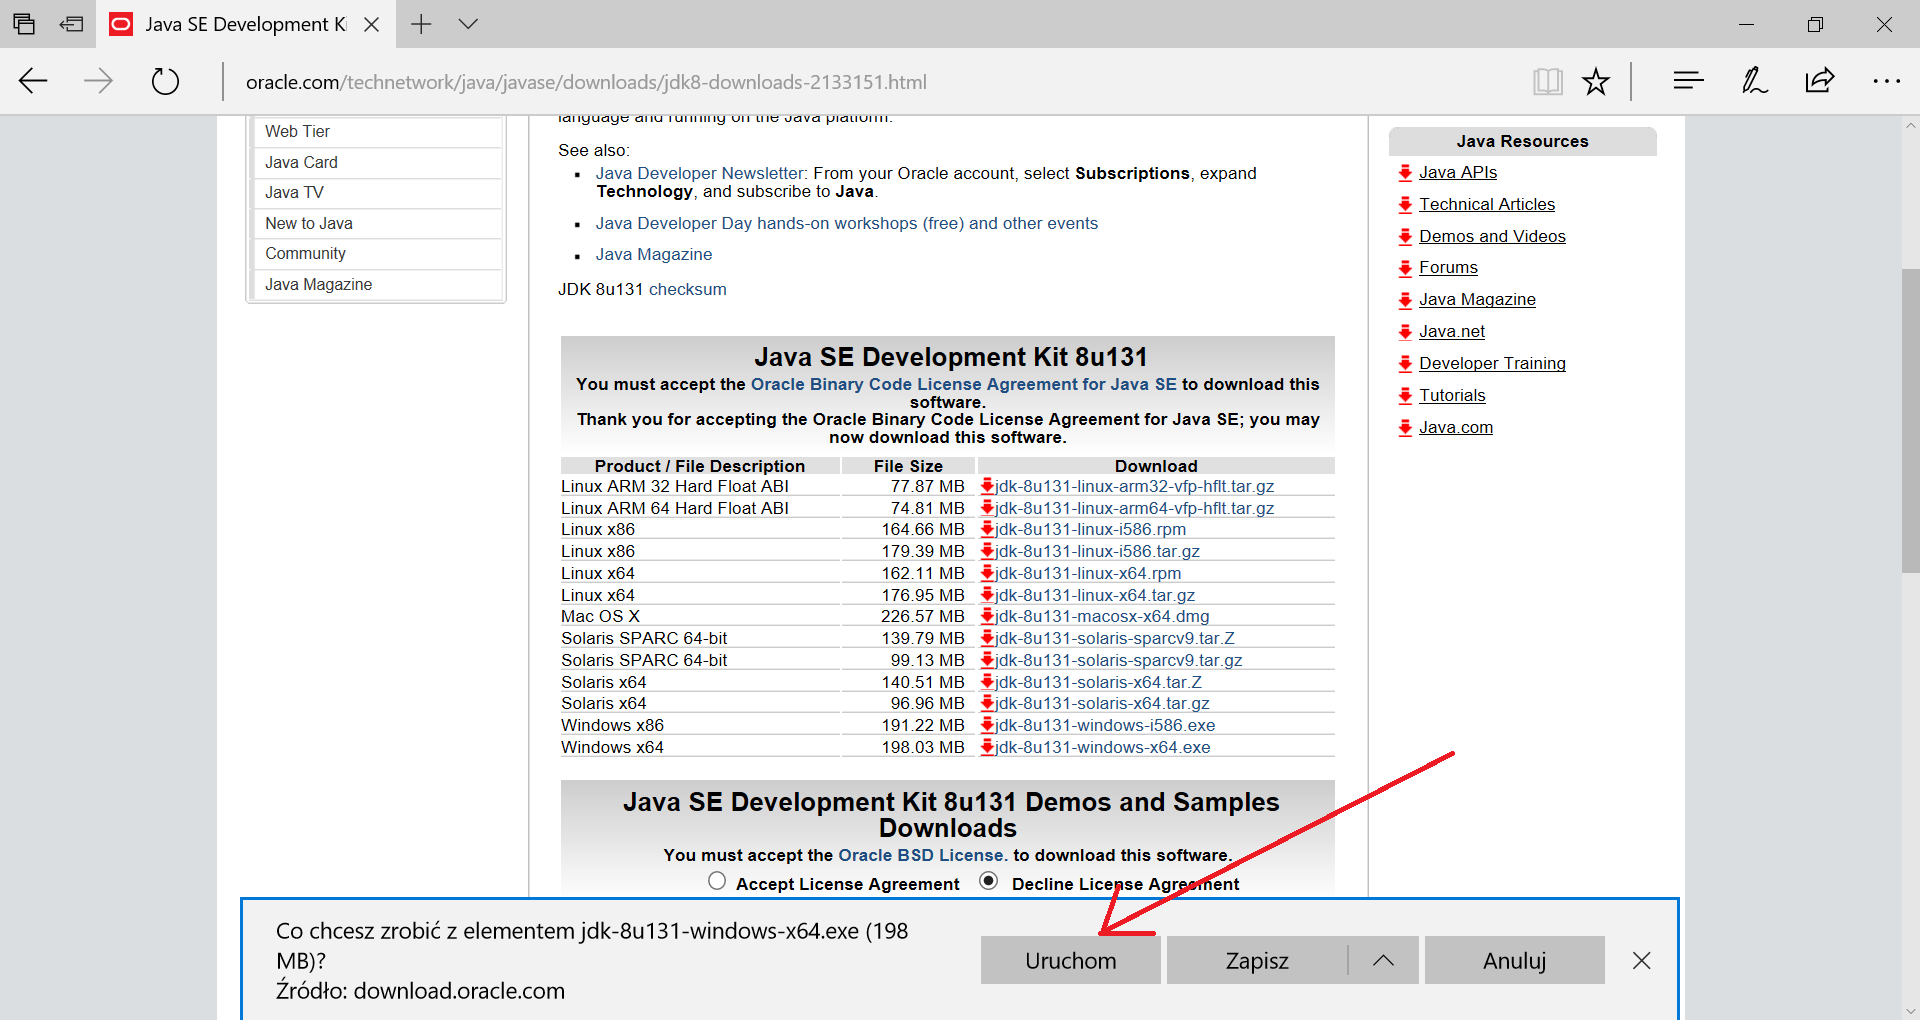 Java SE Development Ki
oracle.com/technetwork/java/javase/downloads/jdk8-downloads-2133151.html
Web Tier
Java Card
Java TV
New to Java
Community
Java Magazine
language and running on the Java platform.
See also:
Java Developer Newsletter: From your Oracle account, select Subscriptions, expand
Technology, and subscribe to Java.
Java Developer Day hands-on workshops (free) and other events
Java Magazine
JDK 8u131 checksum
Java SE Development Kit 8u131
You must accept the Oracle Binary Code License Agreement for Java SE to download this
software.
Thank you for accepting the Oracle Binary Code License Agreement for Java SE; you may
now download this software.
Product / File Description File Size Download
Linux ARM 32 Hard Float ABI 77.87 MB jdk-8u131-linux-arm32-vfp-hflt.tar.gz
Linux ARM 64 Hard Float ABI 74.81 MB jdk-8u131-linux-arm64-vfp-hflt.tar.gz
Linux x86 164.66 MB jdk-8u131-linux-i586.rpm
Linux x86 179.39 MB jdk-8u131-linux-i586.tar.gz
Linux x64 162.11 MB jdk-8u131-linux-x64.rpm
Linux x64 176.95 MB jdk-8u131-linux-x64.tar.gz
Mac OS X 226.57 MB jdk-8u131-macosx-x64.dmg
Solaris SPARC 64-bit 139.79 MB jdk-8u131-solaris-sparcv9.tar.Z
Solaris SPARC 64-bit 99.13 MB jdk-8u131-solaris-sparcv9.tar.gz
Solaris x64 140.51 MB jdk-8u131-solaris-x64.tar.Z
Solaris x64 96.96 MB jdk-8u131-solaris-x64.tar.gz
Windows x86 191.22 MB jdk-8u131-windows-i586.exe
Windows x64 198.03 MB jdk-8u131-windows-x64.exe
Java SE Development Kit 8u131 Demos and Samples
Downloads
You must accept the Oracle BSD License. to download this software.
Accept License Agreement Decline License Agreement
Java Resources
Java APIs
Technical Articles
Demos and Videos
Forums
Java Magazine
Java.net
Developer Training
Tutorials
Java.com
Co chcesz zrobić z elementem jdk-8u131-windows-x64.exe (198
MB)?
Źródło: download.oracle.com
Uruchom
Zapisz
Anuluj